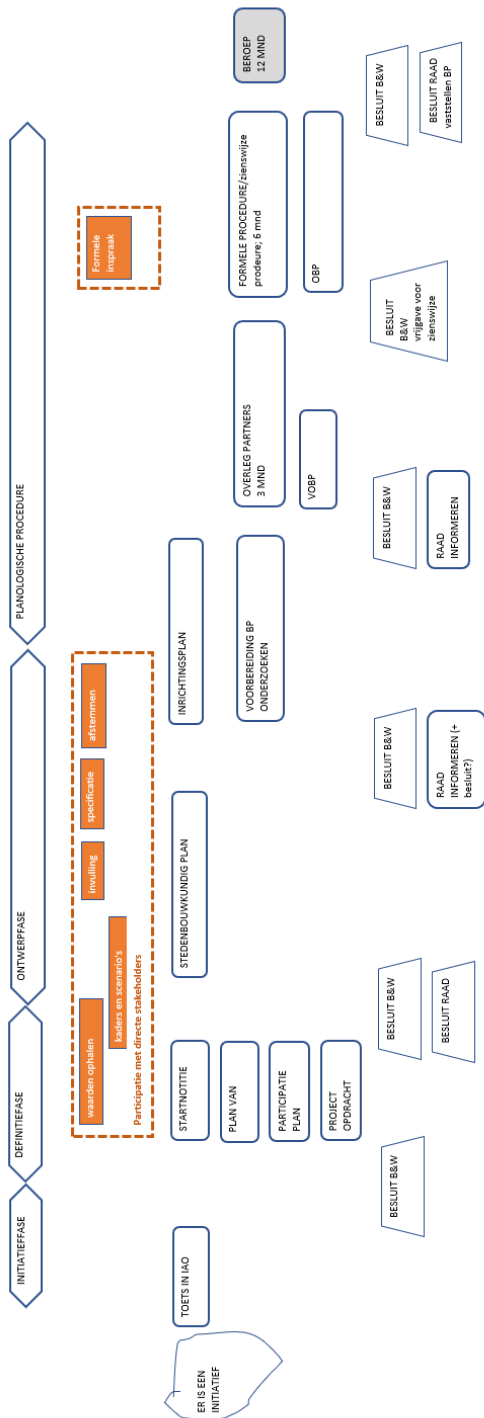 INITIATIEFFASE
DEFINITIEFASE
ONTWERPFASE
PLANOLOGISCHE PROCEDURE
waarden ophalen
kaders en scenario's
invulling
specificatie
afstemmen
Participatie met directe stakeholders
Formele
inspraak
ER IS EEN
INITIATIEF
TOETS IN IAO
STARTNOTITIE
PLAN VAN
PARTICIPATIE
PLAN
PROJECT
OPDRACHT
STEDENBOUWKUNDIG PLAN
INRICHTINGSPLAN
VOORBEREIDING BP
ONDERZOEKEN
OVERLEG PARTNERS
3 MND
VOBP
FORMELE PROCEDURE/zienswijze
prodeure; 6 mnd
OBP
BEROEP
12 MND
BESLUIT B&W
BESLUIT B&W
BESLUIT RAAD
BESLUIT B&W
RAAD
INFORMEREN (+
besluit?)
BESLUIT B&W
RAAD
INFORMEREN
BESLUIT
B&W
vrijgave voor
zienswijze
BESLUIT B&W
BESLUIT RAAD
vaststellen BP